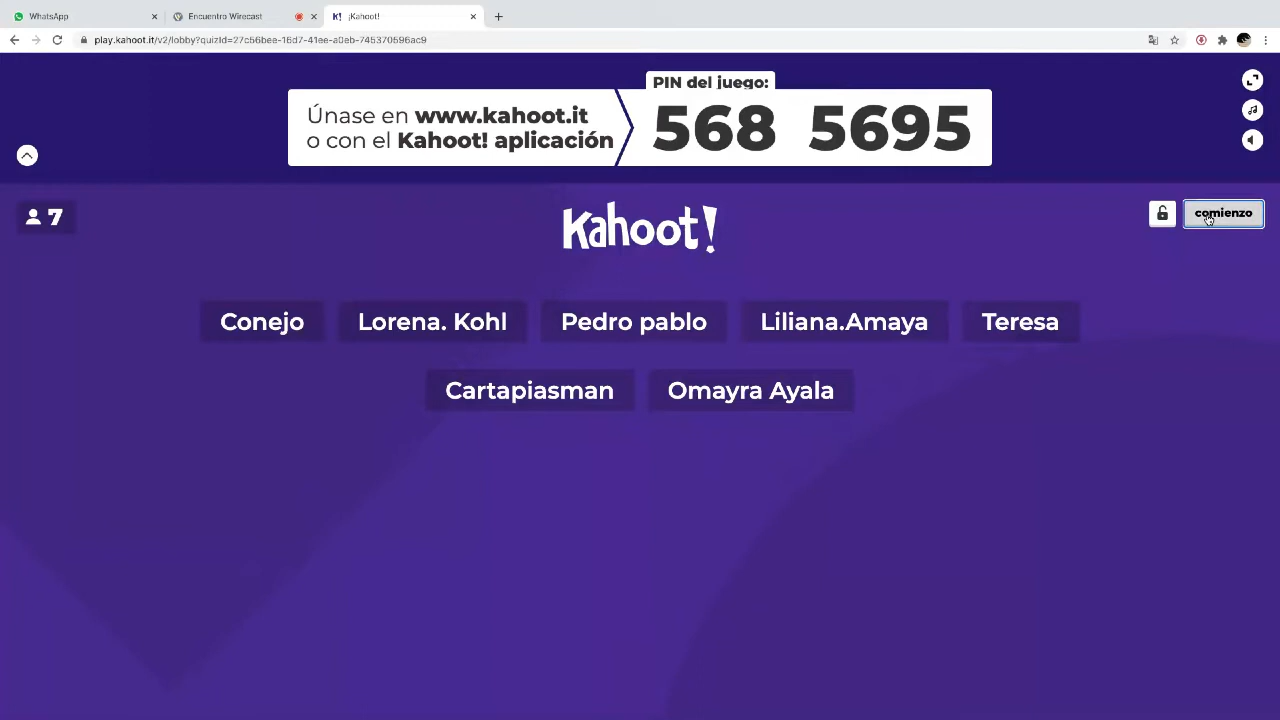 WhatsApp
Encuentro Wirecast
K! ¡Kahoot!
play.kahoot.it/v2/lobby?quizId=27c56bee-16d7-41ee-a0eb-745370596ac9
Únase en www.kahoot.it
o con el Kahoot! aplicación
PIN del juego:
568 5695
7
Kahoot!
comienzo
Conejo
Lorena. Kohl
Pedro pablo
Liliana.Amaya
Teresa
Cartapiasman
Omayra Ayala